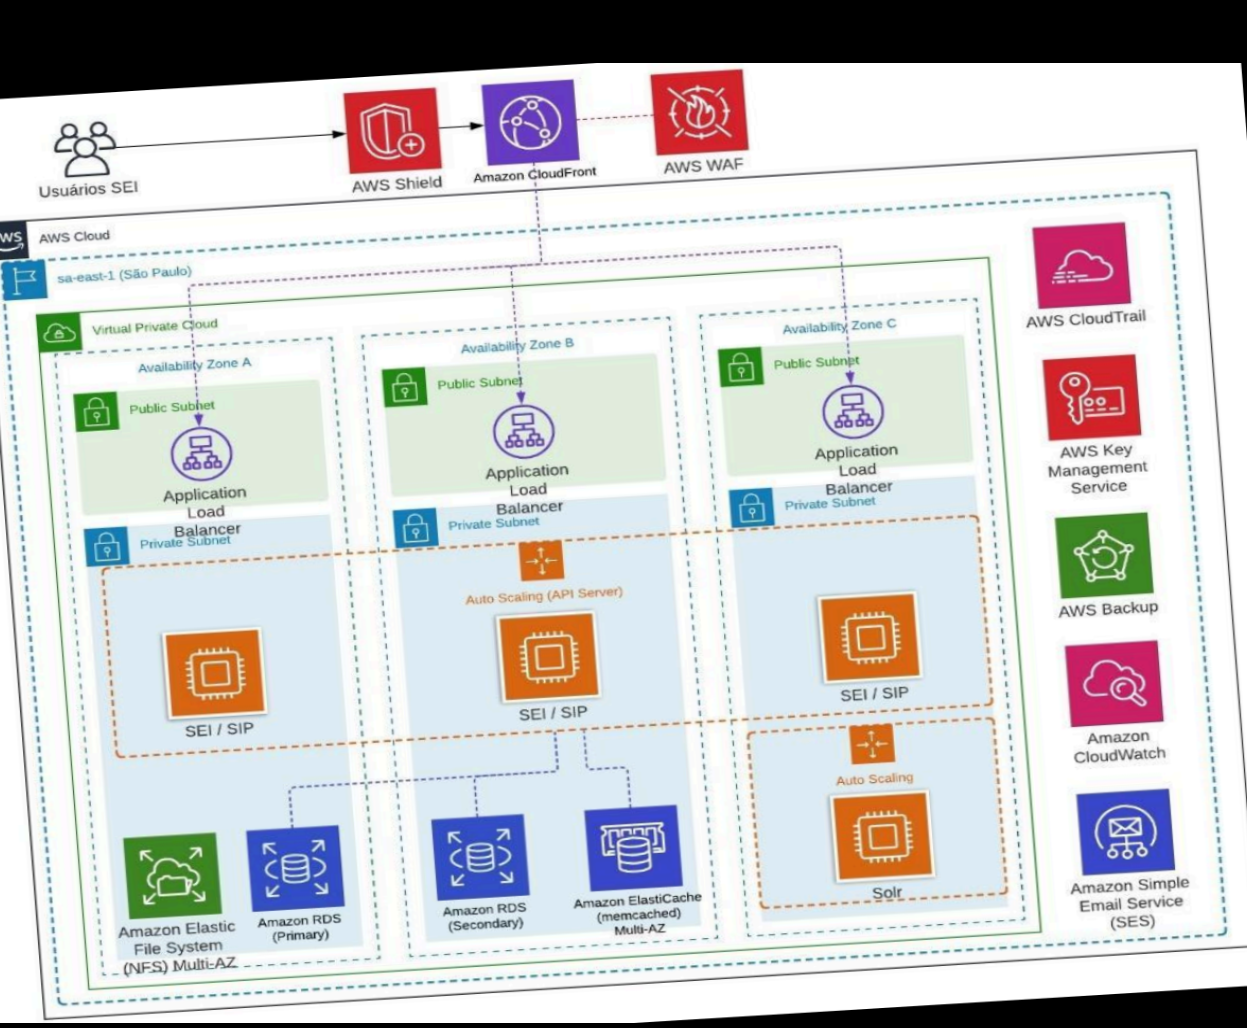 Usuários SEI
AWS Shield
Amazon CloudFront
AWS WAF
WS
AWS Cloud
sa-east-1 (São Paulo)
Virtual Private Cloud
Availability Zone A
Availability Zone B
Availability Zone C
Public Subnet
Public Subnet
Public Subnet
Application
Load
Balancer
Application
Load
Balancer
Application
Load
Balancer
Private Subnet
Private Subnet
Private Subnet
Auto Scaling (API Server)
SEI / SIP
SEI / SIP
SEI / SIP
Auto Scaling
Solr
Amazon Elastic
File System
(NFS) Multi-AZ
Amazon RDS
(Primary)
Amazon RDS
(Secondary)
Amazon ElastiCache
(memcached)
Multi-AZ
AWS CloudTrail
AWS Key
Management
Service
AWS Backup
Amazon
CloudWatch
Amazon Simple
Email Service
(SES)